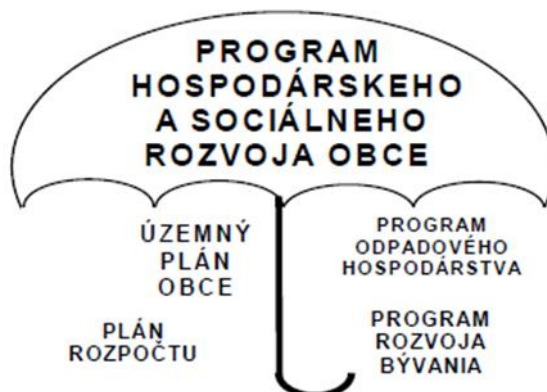 PROGRAM
HOSPODÁRSKEHO
A SOCIÁLNEHO
ROZVOJA OBCE
ÚZEMNÝ
PLÁN
OBCE
PROGRAM
ODPADOVÉHO
HOSPODÁRSTVA
PLÁN
ROZPOČTU
PROGRAM
ROZVOJA
BÝVANIA